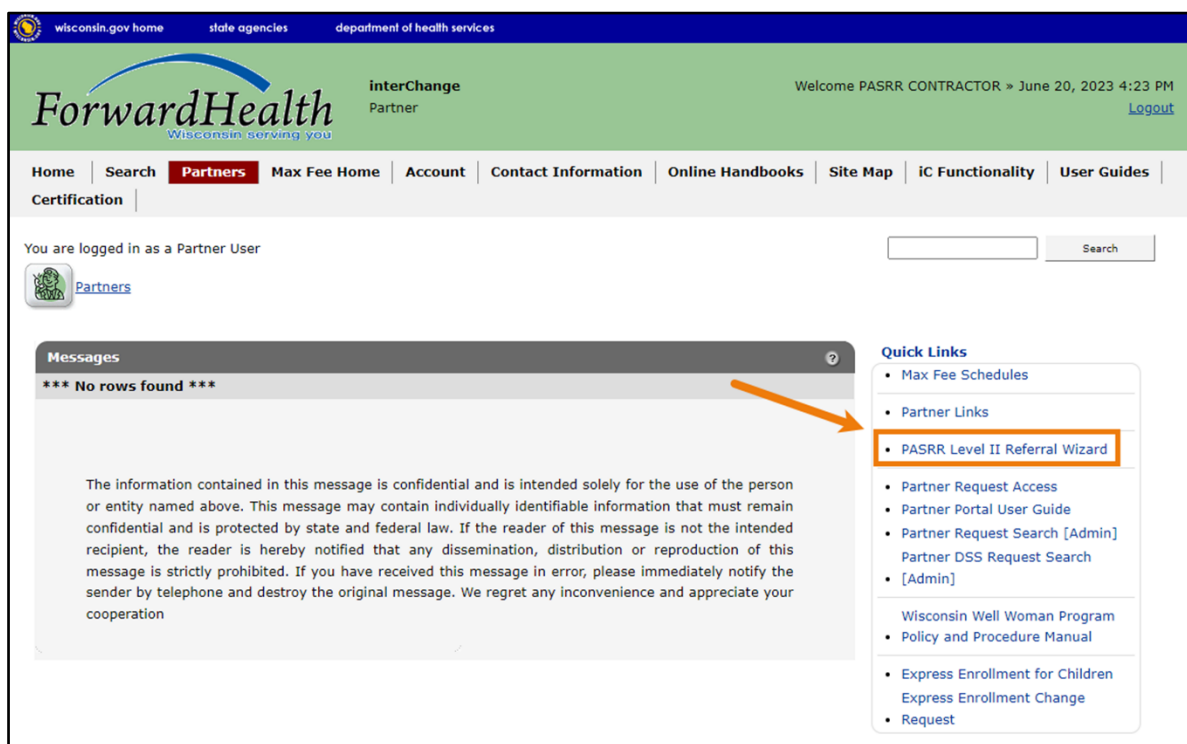 wisconsin.gov home state agencies department of health services
ForwardHealth
Wisconsin serving you
interChange
Partner
Welcome PASRR CONTRACTOR » June 20, 2023 4:23 PM
Logout
Home Search Partners Max Fee Home Account Contact Information Online Handbooks Site Map iC Functionality User Guides
Certification
You are logged in as a Partner User
Search
Partners
Messages
?
*** No rows found ***
The information contained in this message is confidential and is intended solely for the use of the person
or entity named above. This message may contain individually identifiable information that must remain
confidential and is protected by state and federal law. If the reader of this message is not the intended
recipient, the reader is hereby notified that any dissemination, distribution or reproduction of this
message is strictly prohibited. If you have received this message in error, please immediately notify the
sender by telephone and destroy the original message. We regret any inconvenience and appreciate your
cooperation
Quick Links
• Max Fee Schedules
• Partner Links
• PASRR Level II Referral Wizard
• Partner Request Access
• Partner Portal User Guide
• Partner Request Search [Admin]
Partner DSS Request Search
• [Admin]
Wisconsin Well Woman Program
• Policy and Procedure Manual
• Express Enrollment for Children
Express Enrollment Change
• Request